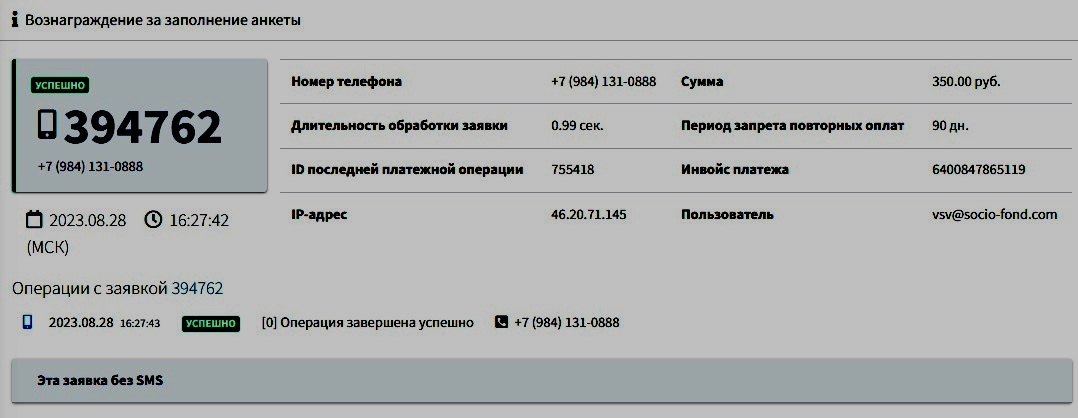 Вознаграждение за заполнение анкеты
УСПЕШНО
394762
+7 (984) 131-0888
2023.08.28 16:27:42
(МСК)
Номер телефона +7 (984) 131-0888 Сумма 350.00 руб.
Длительность обработки заявки 0.99 сек. Период запрета повторных оплат 90 дн.
ID последней платежной операции 755418 Инвойс платежа 6400847865119
IP-адрес 46.20.71.145 Пользователь vsv@socio-fond.com
Операции с заявкой 394762
2023.08.28 16:27:43 УСПЕШНО [0] Операция завершена успешно +7 (984) 131-0888
Эта заявка без SMS